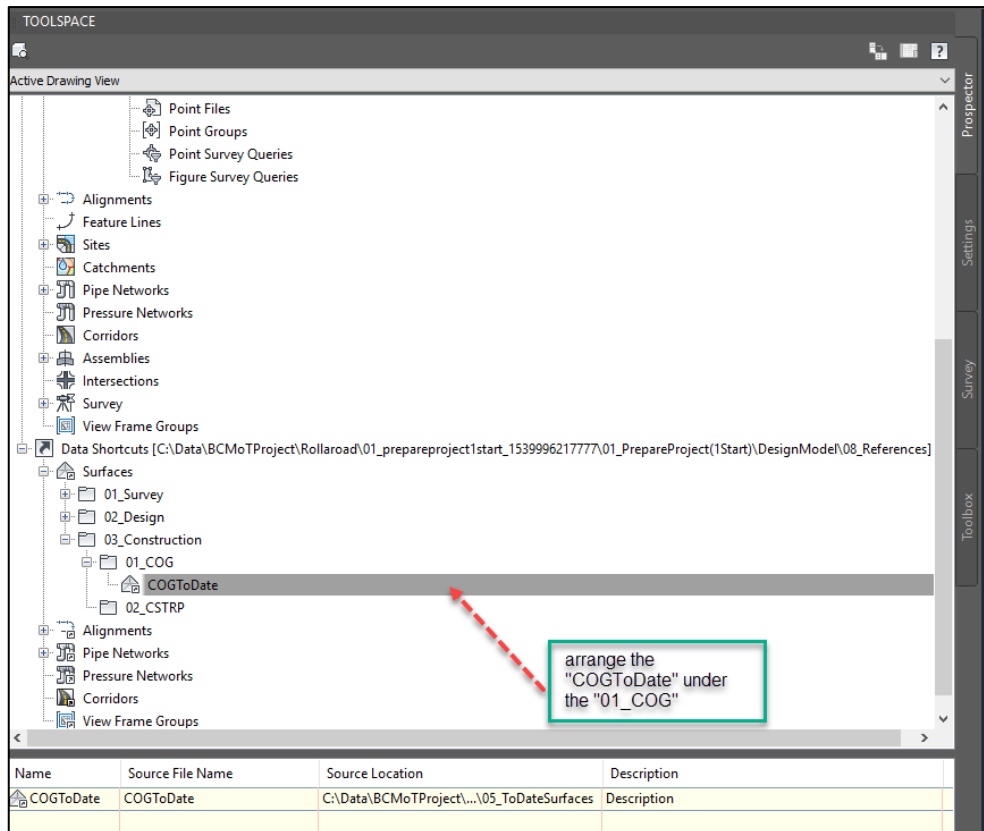 TOOLSPACE
?
Active Drawing View
Point Files
Point Groups
Point Survey Queries
Figure Survey Queries
Alignments
Feature Lines
Sites
Catchments
Pipe Networks
Pressure Networks
Corridors
Assemblies
Intersections
Survey
View Frame Groups
Data Shortcuts [C:\Data\BCMoTProject\Rollaroad\01_prepareproject1start_1539996217777\01_PrepareProject(1Start)\DesignModel\08_References]
Surfaces
01_Survey
02_Design
03_Construction
01_COG
COGToDate
02_CSTRP
Alignments
Pipe Networks
Pressure Networks
Corridors
View Frame Groups
arrange the
"COGToDate" under
the "01_COG"
Name Source File Name Source Location Description
COGToDate COGToDate C:\Data\BCMoTProject\...\05_ToDateSurfaces Description
Prospector
Settings
Survey
Toolbox